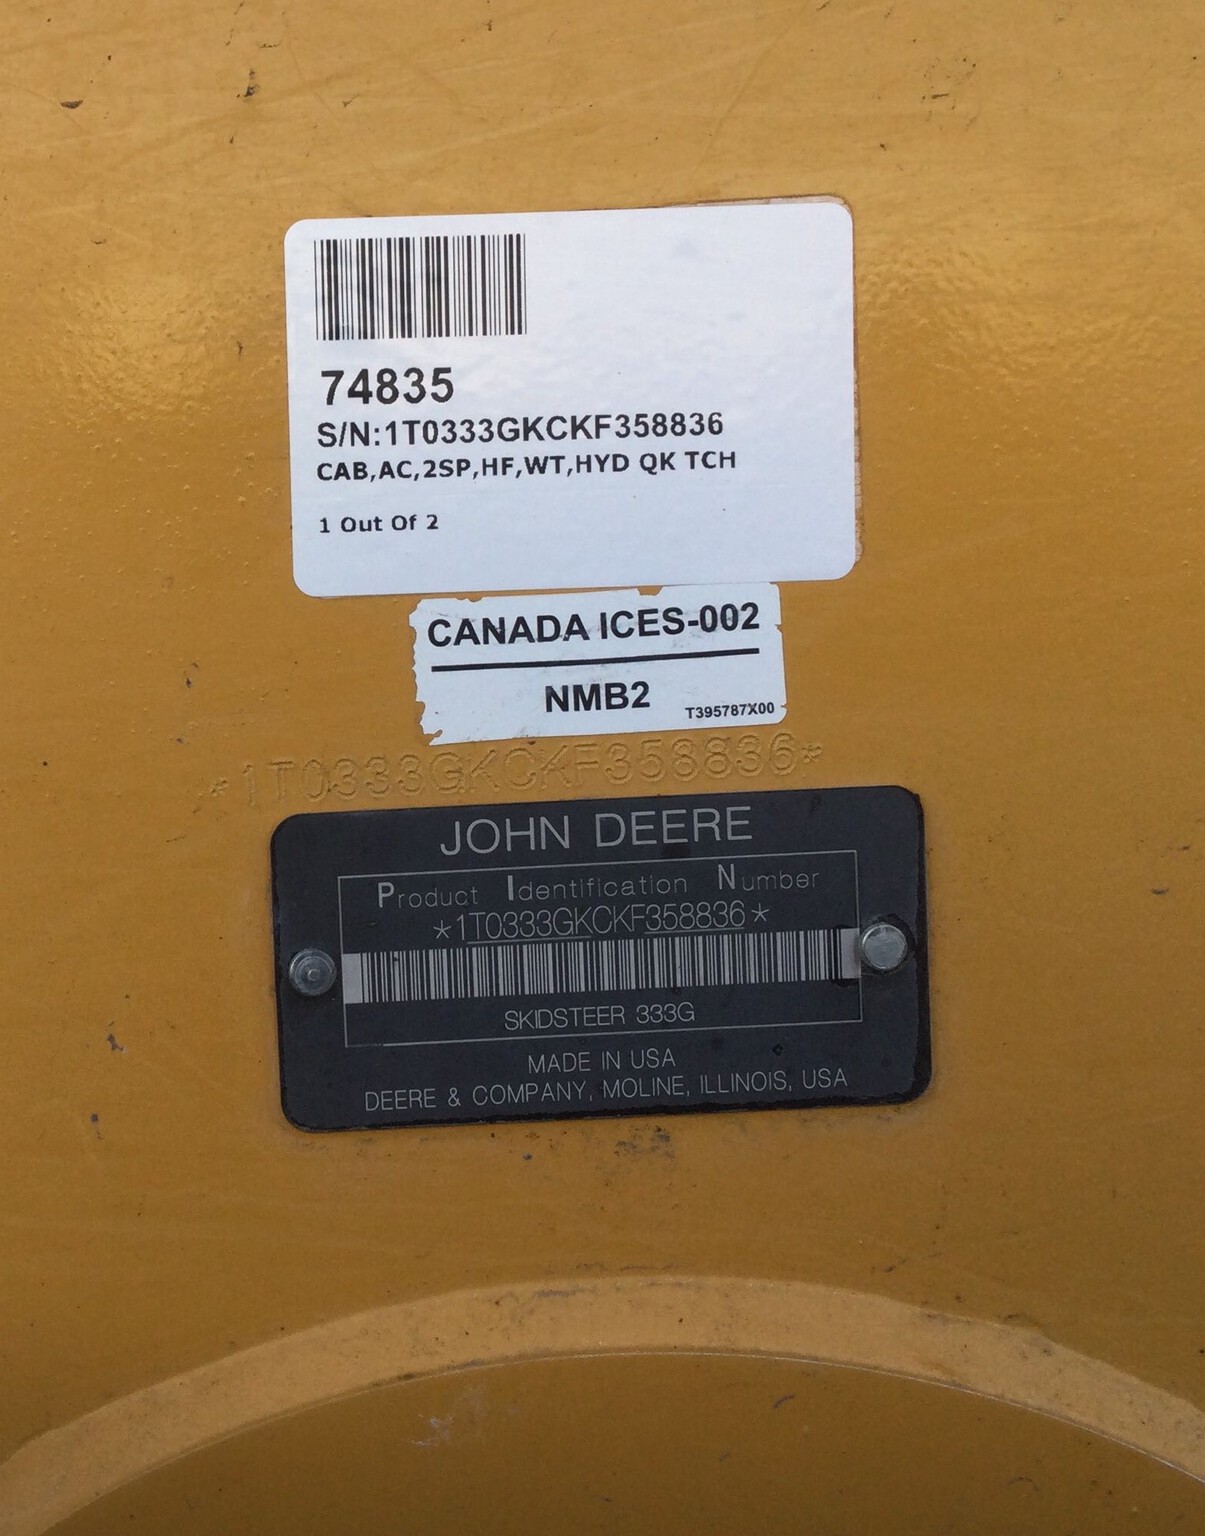 74835
S/N:1T0333GKCKF358836
CAB,AC,2SP,HF,WT,HYD QK TCH
1 Out Of 2
CANADA ICES-002
NMB2
T395787X00
*1T0333GKCKF358836*
JOHN DEERE
Product Identification Number
*1T0333GKCKF358836*
SKIDSTEER 333G
MADE IN USA
DEERE & COMPANY, MOLINE, ILLINOIS, USA